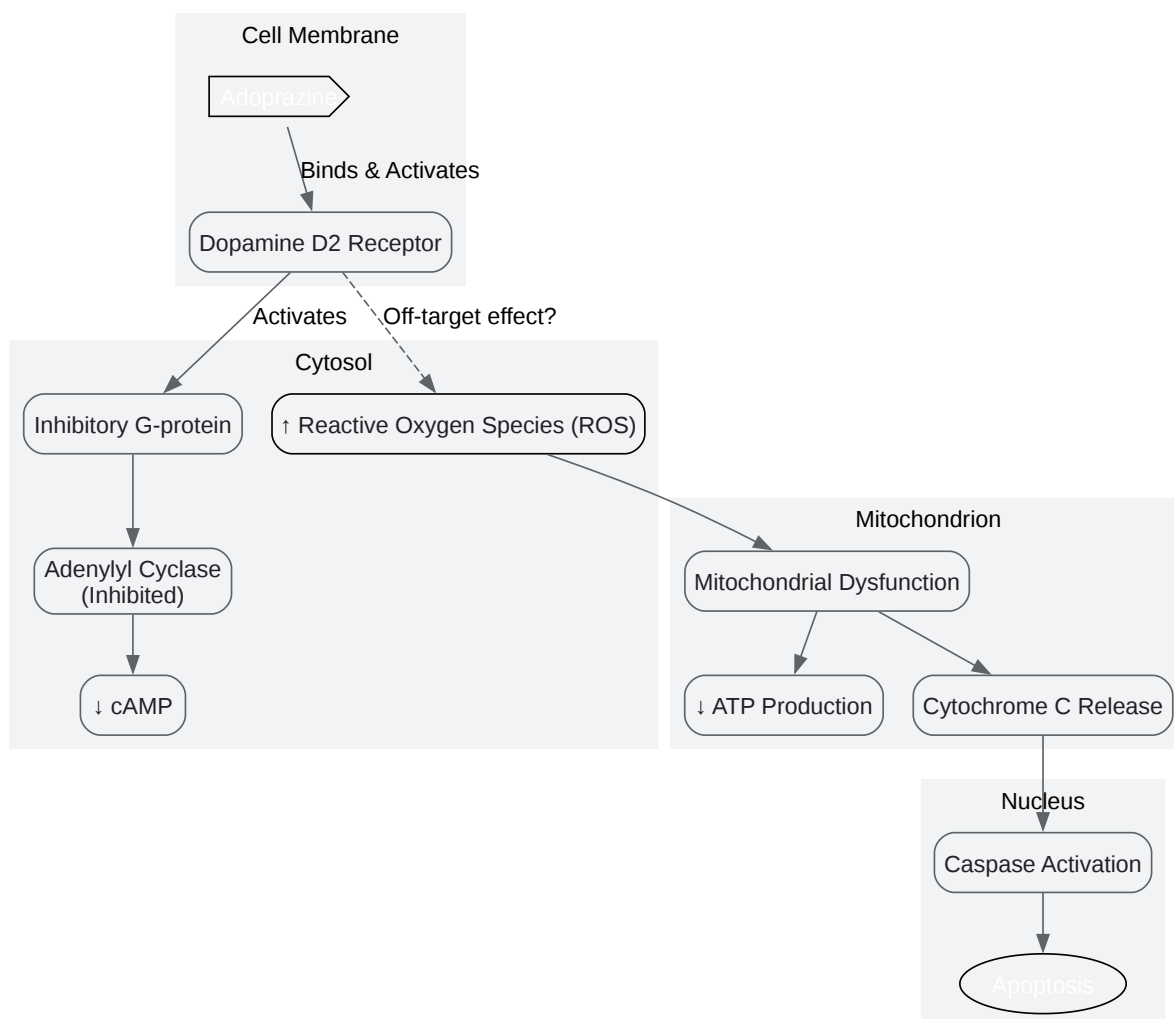 Cell Membrane
Adoprazine
Binds & Activates
Dopamine D2 Receptor
Activates
Off-target effect?
Cytosol
Inhibitory G-protein
↑ Reactive Oxygen Species (ROS)
Mitochondrion
Adenylyl Cyclase
(Inhibited)
Mitochondrial Dysfunction
↓ cAMP
↓ ATP Production
Cytochrome C Release
Nucleus
Caspase Activation
Apoptosis